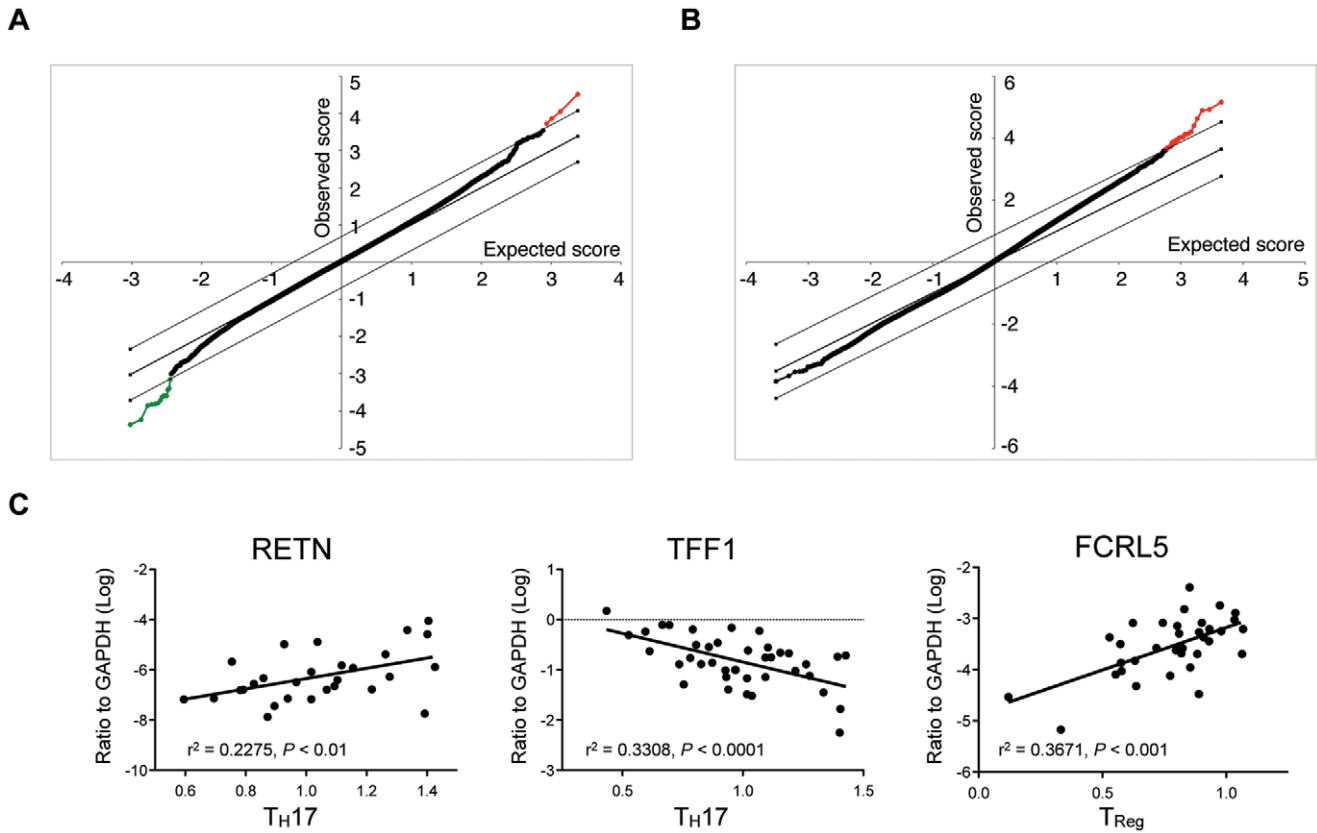 A
B
5
4
3
2
1
-1
-2
-3
-4
-5
Observed score
Expected score
-4 -3 -2 -1 1 2 3 4
6
4
2
-2
-4
-6
Observed score
Expected score
-4 -3 -2 -1 0 1 2 3 4 5
C
RETN
Ratio to GAPDH (Log)
-2
-4
-6
-8
-10
r² = 0.2275, P < 0.01
0.6 0.8 1.0 1.2 1.4
TH17
TFF1
Ratio to GAPDH (Log)
1
0
-1
-2
-3
r² = 0.3308, P < 0.0001
0.5 1.0 1.5
TH17
FCRL5
Ratio to GAPDH (Log)
-2
-3
-4
-5
-6
r² = 0.3671, P < 0.001
0.0 0.5 1.0
TReg